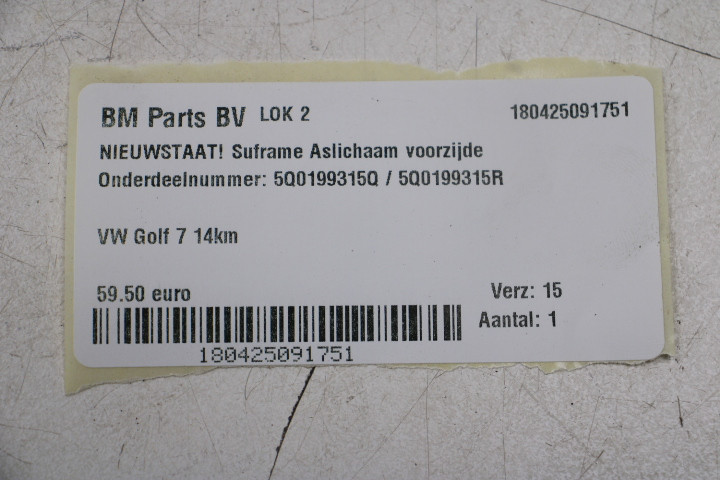 BM Parts BV LOK 2 180425091751
NIEUWSTAAT! Suframe Aslichaam voorzijde
Onderdeelnummer: 5Q0199315Q / 5Q0199315R
VW Golf 7 14km
59.50 euro Verz: 15
Aantal: 1
180425091751